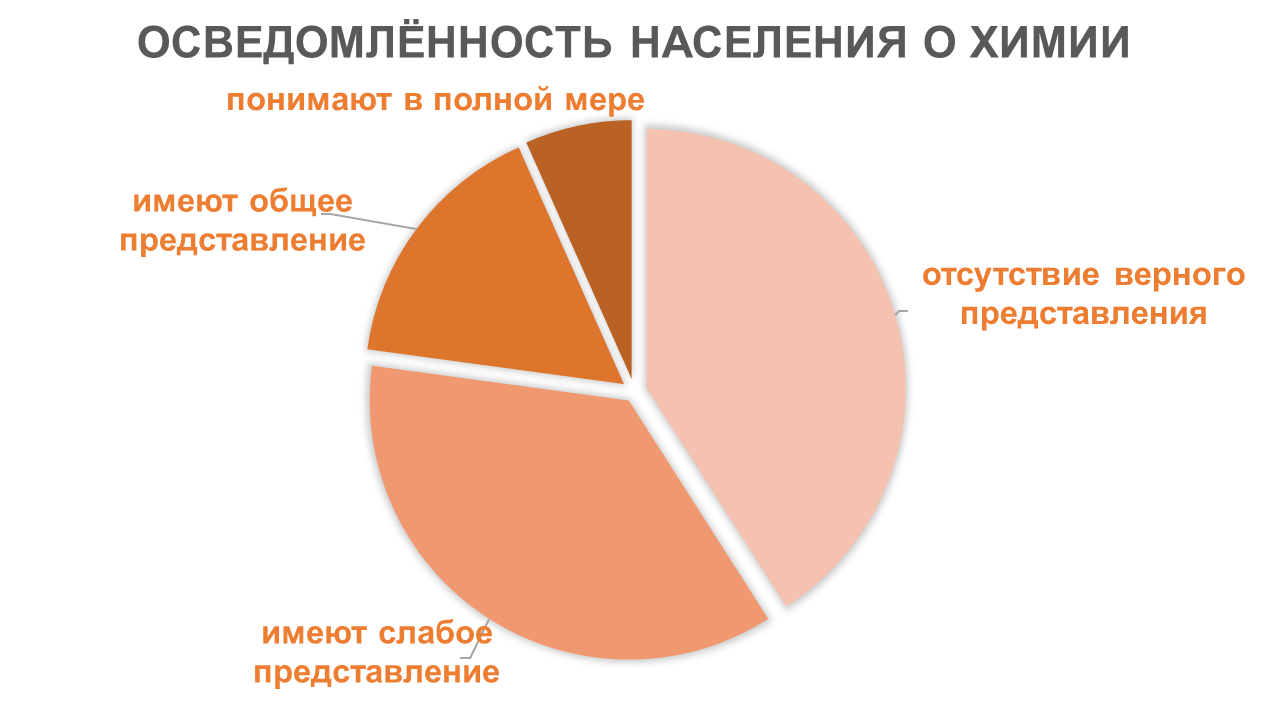 ОСВЕДОМЛЁННОСТЬ НАСЕЛЕНИЯ О ХИМИИ
понимают в полной мере
имеют общее
представление
отсутствие верного
представления
имеют слабое
представление